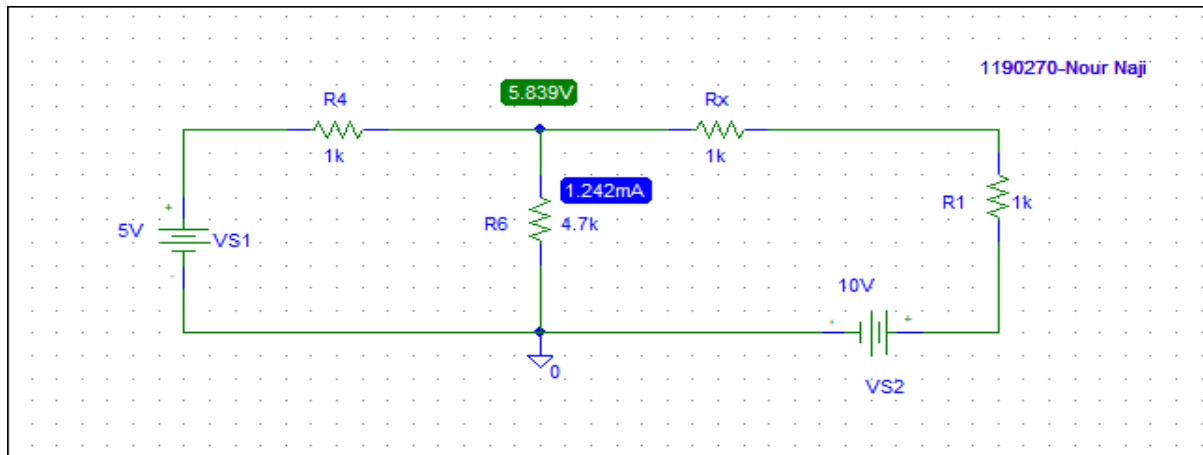 1190270-Nour Naji
5.839V
R4
Rx
1k
1k
1.242mA
R6
4.7k
R1
1k
+
5V
VS1
-
10V
-
+
0
VS2